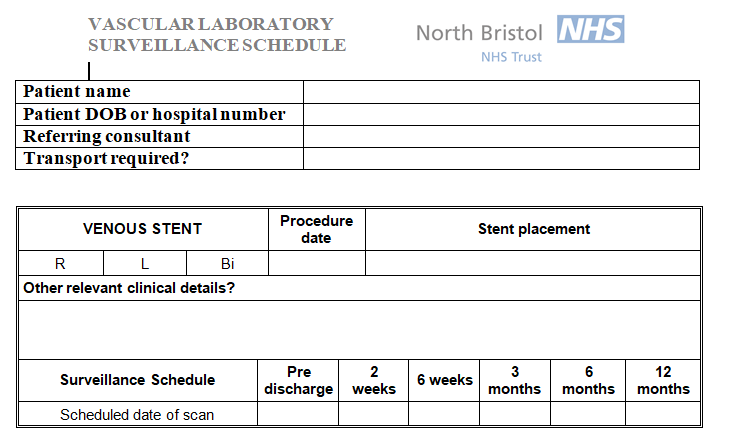 VASCULAR LABORATORY
SURVEILLANCE SCHEDULE
North Bristol NHS
NHS Trust
Patient name
Patient DOB or hospital number
Referring consultant
Transport required?
VENOUS STENT
Procedure
date
Stent placement
R L Bi
Other relevant clinical details?
Surveillance Schedule
Pre
discharge
2
weeks
6 weeks
3
months
6
months
12
months
Scheduled date of scan